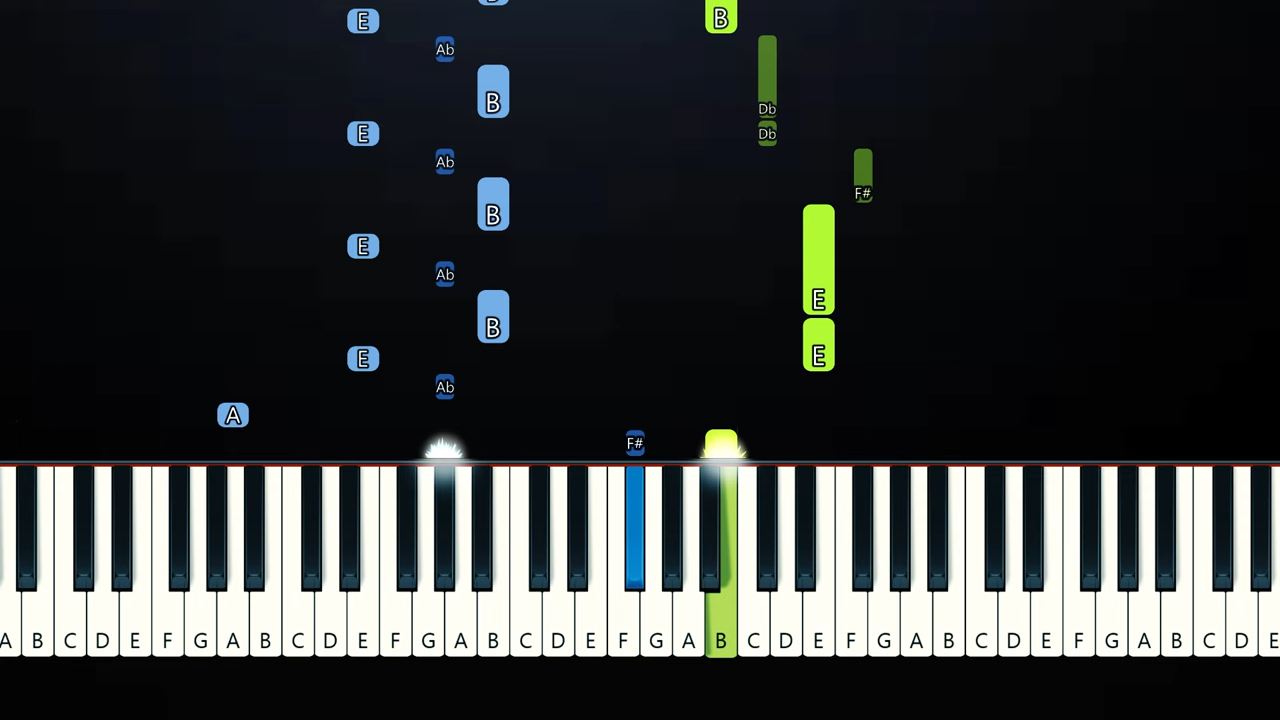 E B
Ab
B Db
E Db
Ab
B F#
E
Ab E
B
E E
Ab
A
F#
A B C D E F G A B C D E F G A B C D E F G A B C D E F G A B C D E F G A B C D E